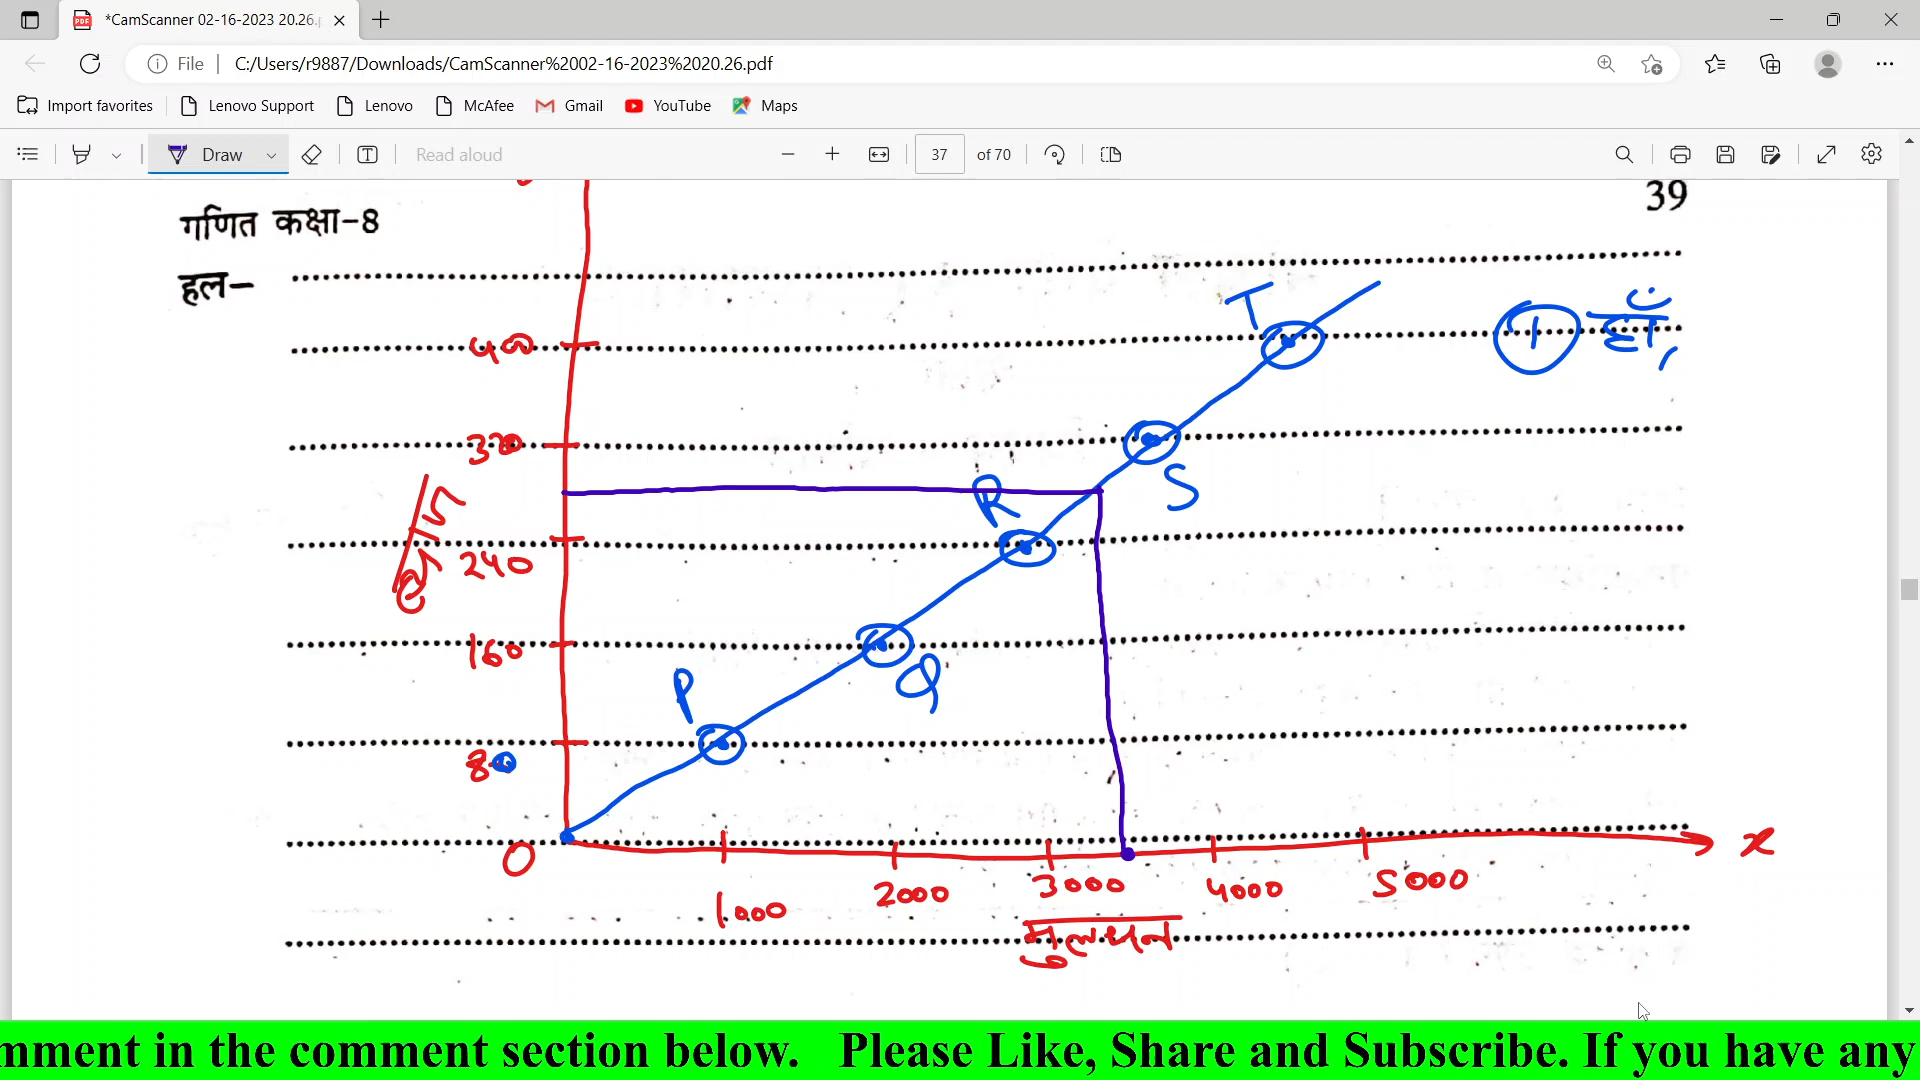 *CamScanner 02-16-2023 20.26.p
File
C:/Users/r9887/Downloads/CamScanner%2002-16-2023%2020.26.pdf
Import favorites
Lenovo Support
Lenovo
McAfee
Gmail
YouTube
Maps
Draw
Read aloud
37
of 70
गणित कक्षा-8
39
हल-
T
1
हाँ,
400
320
S
R
ब्याज
240
160
Q
P
80
O
x
1000
2000
3000
4000
5000
मूलधन
mment in the comment section below. Please Like, Share and Subscribe. If you have any